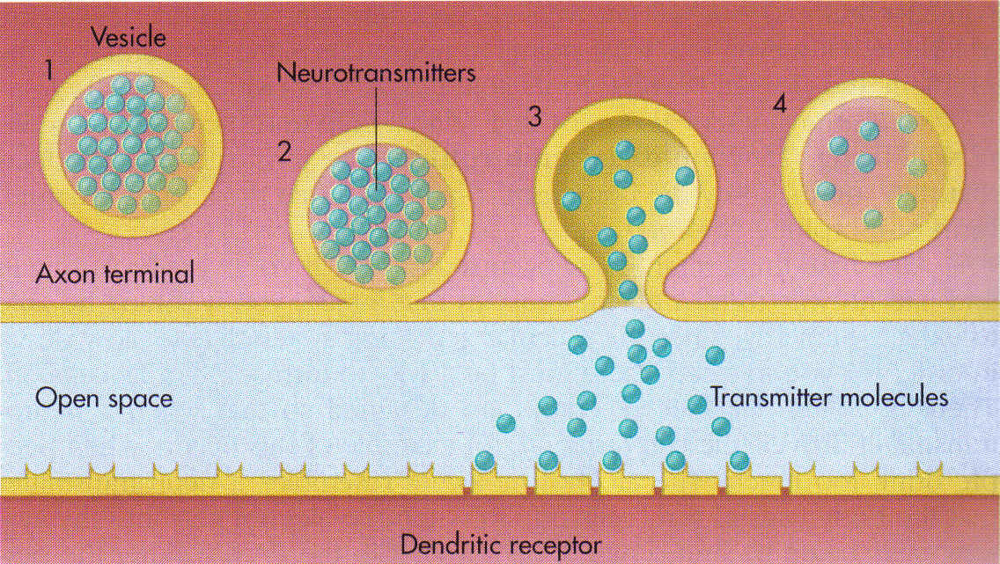 Vesicle
1
Neurotransmitters
2
3
4
Axon terminal
Open space
Transmitter molecules
Dendritic receptor